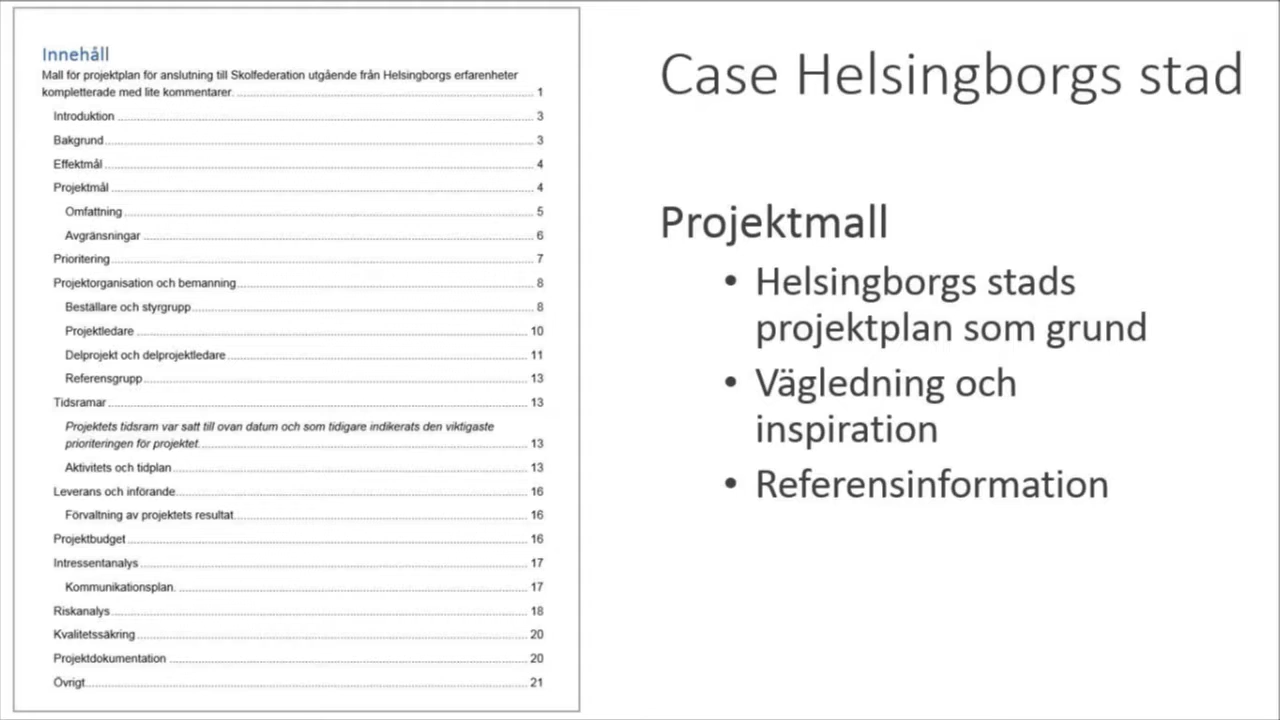 Innehåll
Mall för projektplan för anslutning till Skolfederation utgående från Helsingborgs erfarenheter
kompletterade med lite kommentarer. 1
Introduktion 3
Bakgrund 3
Effektmål 4
Projektmål 4
Omfattning 5
Avgränsningar 6
Prioritering 7
Projektorganisation och bemanning 8
Beställare och styrgrupp 8
Projektledare 10
Delprojekt och delprojektledare 11
Referensgrupp 13
Tidsramar 13
Projektets tidsram var satt till ovan datum och som tidigare indikerats den viktigaste
prioriteringen för projektet. 13
Aktivitets och tidplan 13
Leverans och införande 16
Förvaltning av projektets resultat 16
Projektbudget 16
Intressentanalys 17
Kommunikationsplan. 17
Riskanalys 18
Kvalitetssäkring 20
Projektdokumentation 20
Övrigt 21
Case Helsingborgs stad
Projektmall
• Helsingborgs stads
projektplan som grund
• Vägledning och
inspiration
• Referensinformation